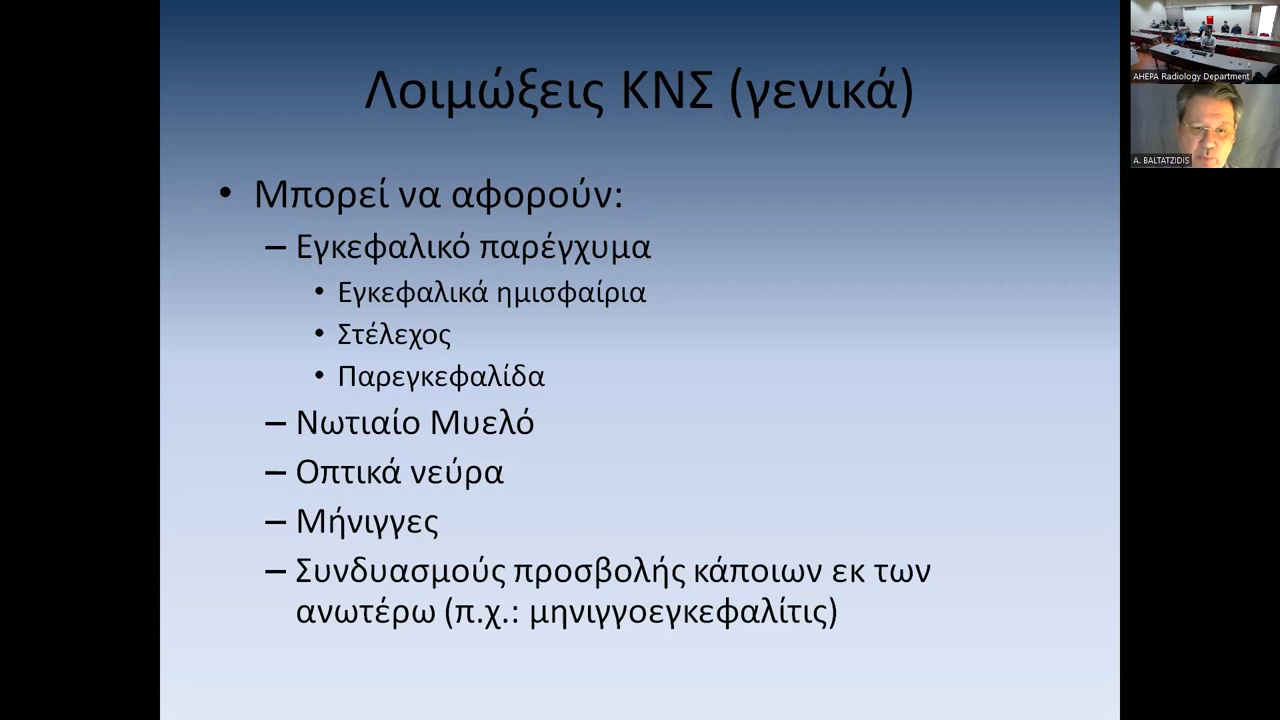 Λοιμώξεις ΚΝΣ (γενικά)
• Μπορεί να αφορούν:
– Εγκεφαλικό παρέγχυμα
• Εγκεφαλικά ημισφαίρια
• Στέλεχος
• Παρεγκεφαλίδα
– Νωτιαίο Μυελό
– Οπτικά νεύρα
– Μήνιγγες
– Συνδυασμούς προσβολής κάποιων εκ των
ανωτέρω (π.χ.: μηνιγγοεγκεφαλίτις)
AHEPA Radiology Department
A. BALTATZIDIS